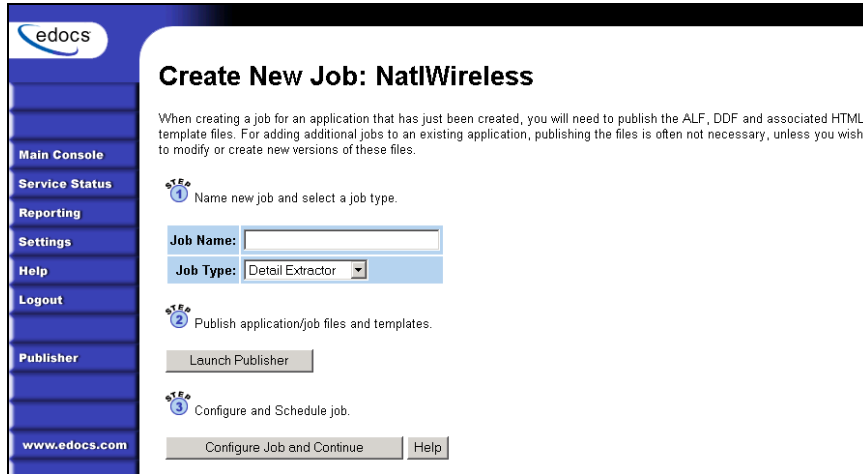 edocs
Create New Job: NatlWireless
When creating a job for an application that has just been created, you will need to publish the ALF, DDF and associated HTML
template files. For adding additional jobs to an existing application, publishing the files is often not necessary, unless you wish
to modify or create new versions of these files.
Main Console
Service Status
Reporting
Settings
Help
Logout
Publisher
www.edocs.com
STEP 1 Name new job and select a job type.
Job Name:
Job Type: Detail Extractor
STEP 2 Publish application/job files and templates.
Launch Publisher
STEP 3 Configure and Schedule job.
Configure Job and Continue Help